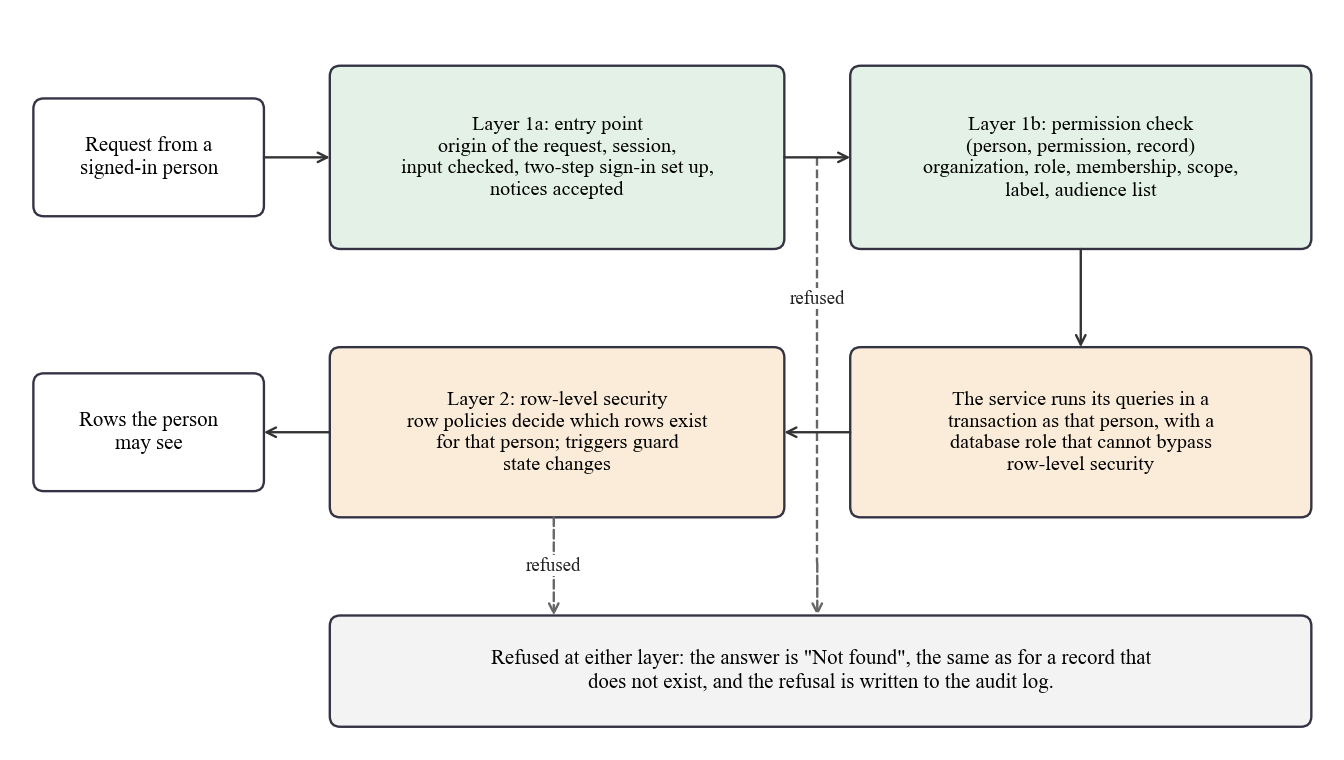 Request from a
signed-in person
Layer 1a: entry point
origin of the request, session,
input checked, two-step sign-in set up,
notices accepted
Layer 1b: permission check
(person, permission, record)
organization, role, membership, scope,
label, audience list
refused
Rows the person
may see
Layer 2: row-level security
row policies decide which rows exist
for that person; triggers guard
state changes
The service runs its queries in a
transaction as that person, with a
database role that cannot bypass
row-level security
refused
Refused at either layer: the answer is "Not found", the same as for a record that
does not exist, and the refusal is written to the audit log.